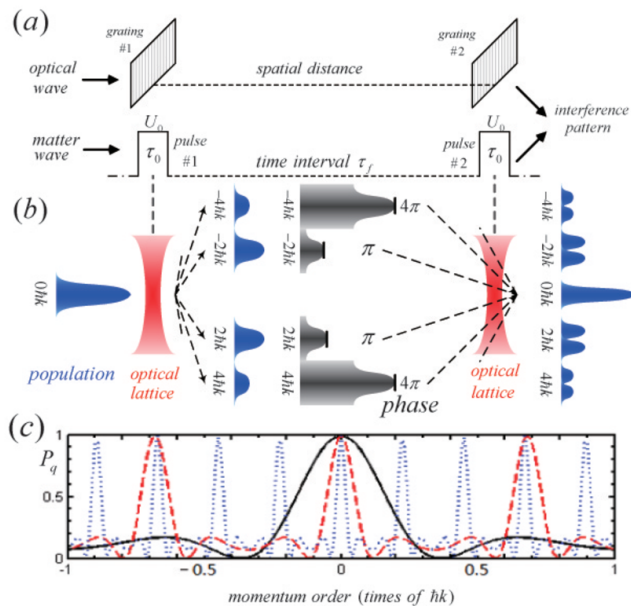 (a)
grating #1
grating #2
optical wave
spatial distance
interference pattern
matter wave
U₀
τ₀
pulse #1
time interval τ_f
U₀
τ₀
pulse #2
(b)
-4ħk
-2ħk
0ħk
2ħk
4ħk
-4ħk
-2ħk
2ħk
4ħk
4π
π
π
4π
-4ħk
-2ħk
0ħk
2ħk
4ħk
population
optical lattice
phase
optical lattice
(c)
P_q
1
0.5
0
-1
-0.5
0
0.5
1
momentum order (times of ħk)